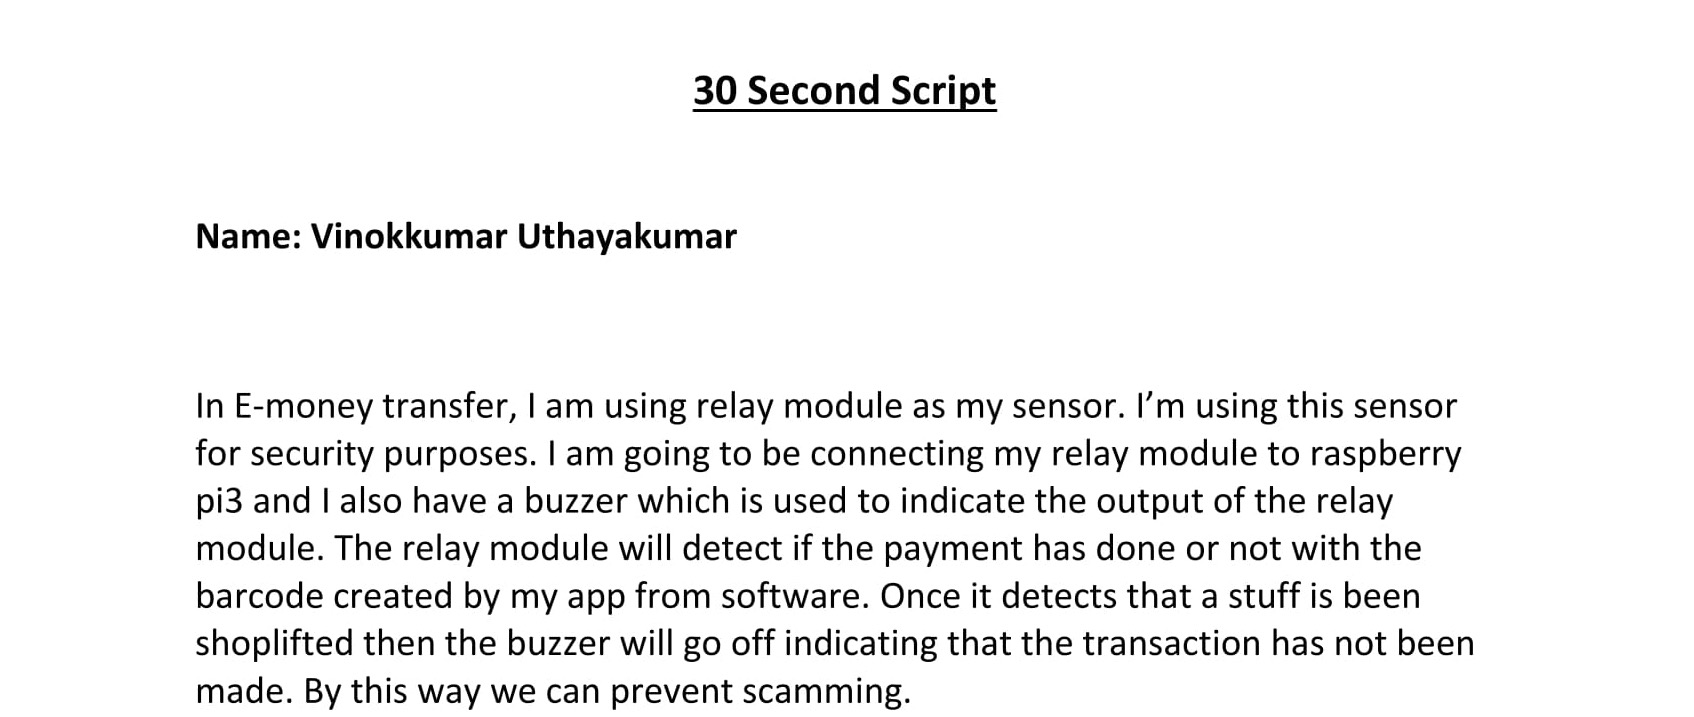 30 Second Script
Name: Vinokkumar Uthayakumar
In E-money transfer, I am using relay module as my sensor. I’m using this sensor
for security purposes. I am going to be connecting my relay module to raspberry
pi3 and I also have a buzzer which is used to indicate the output of the relay
module. The relay module will detect if the payment has done or not with the
barcode created by my app from software. Once it detects that a stuff is been
shoplifted then the buzzer will go off indicating that the transaction has not been
made. By this way we can prevent scamming.